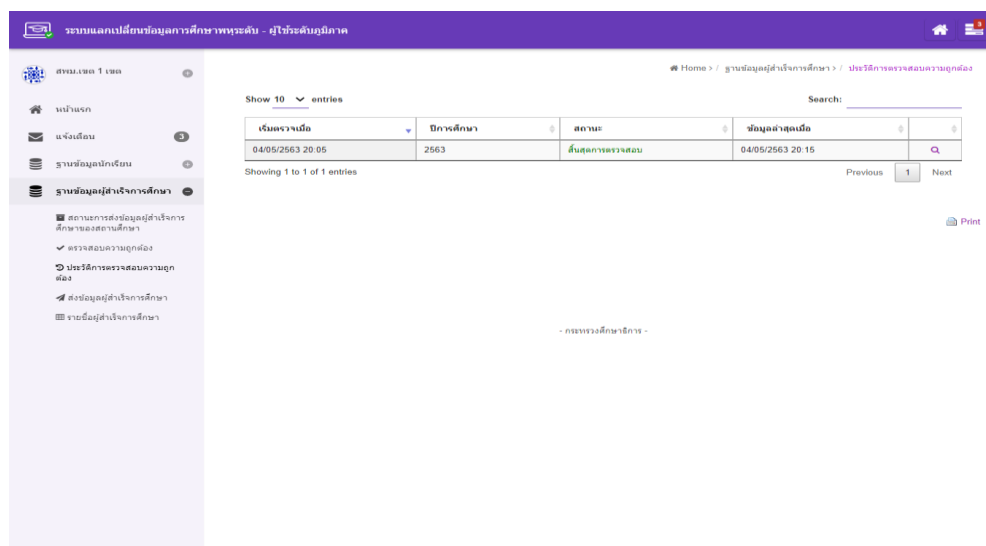 ระบบแลกเปลี่ยนข้อมูลการศึกษาพหุระดับ - ผู้ใช้ระดับภูมิภาค
3
สพม.เขต 1 เขต
Home > / ฐานข้อมูลผู้สำเร็จการศึกษา > / ประวัติการตรวจสอบความถูกต้อง
หน้าแรก
แจ้งเตือน 3
ฐานข้อมูลนักเรียน
ฐานข้อมูลผู้สำเร็จการศึกษา
สถานะการส่งข้อมูลผู้สำเร็จการ
ศึกษาของสถานศึกษา
ตรวจสอบความถูกต้อง
ประวัติการตรวจสอบความถูก
ต้อง
ส่งข้อมูลผู้สำเร็จการศึกษา
รายชื่อผู้สำเร็จการศึกษา
Show 10 entries Search:
เริ่มตรวจเมื่อ ปีการศึกษา สถานะ ข้อมูลล่าสุดเมื่อ
04/05/2563 20:05 2563 สิ้นสุดการตรวจสอบ 04/05/2563 20:15
Showing 1 to 1 of 1 entries Previous 1 Next
Print
- กระทรวงศึกษาธิการ -